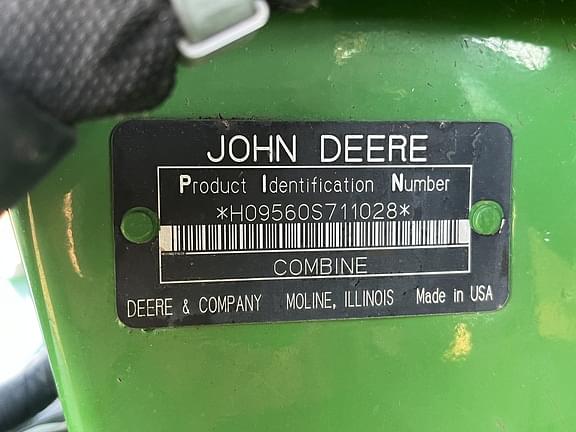 JOHN DEERE
Product Identification Number
*H09560S711028*
COMBINE
DEERE & COMPANY MOLINE, ILLINOIS Made in USA